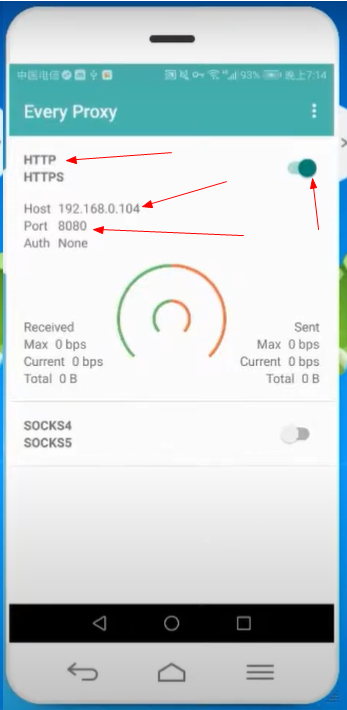 中国电信 93% 晚上7:14
Every Proxy
HTTP
HTTPS
Host 192.168.0.104
Port 8080
Auth None
Received Sent
Max 0 bps Max 0 bps
Current 0 bps Current 0 bps
Total 0 B Total 0 B
SOCKS4
SOCKS5